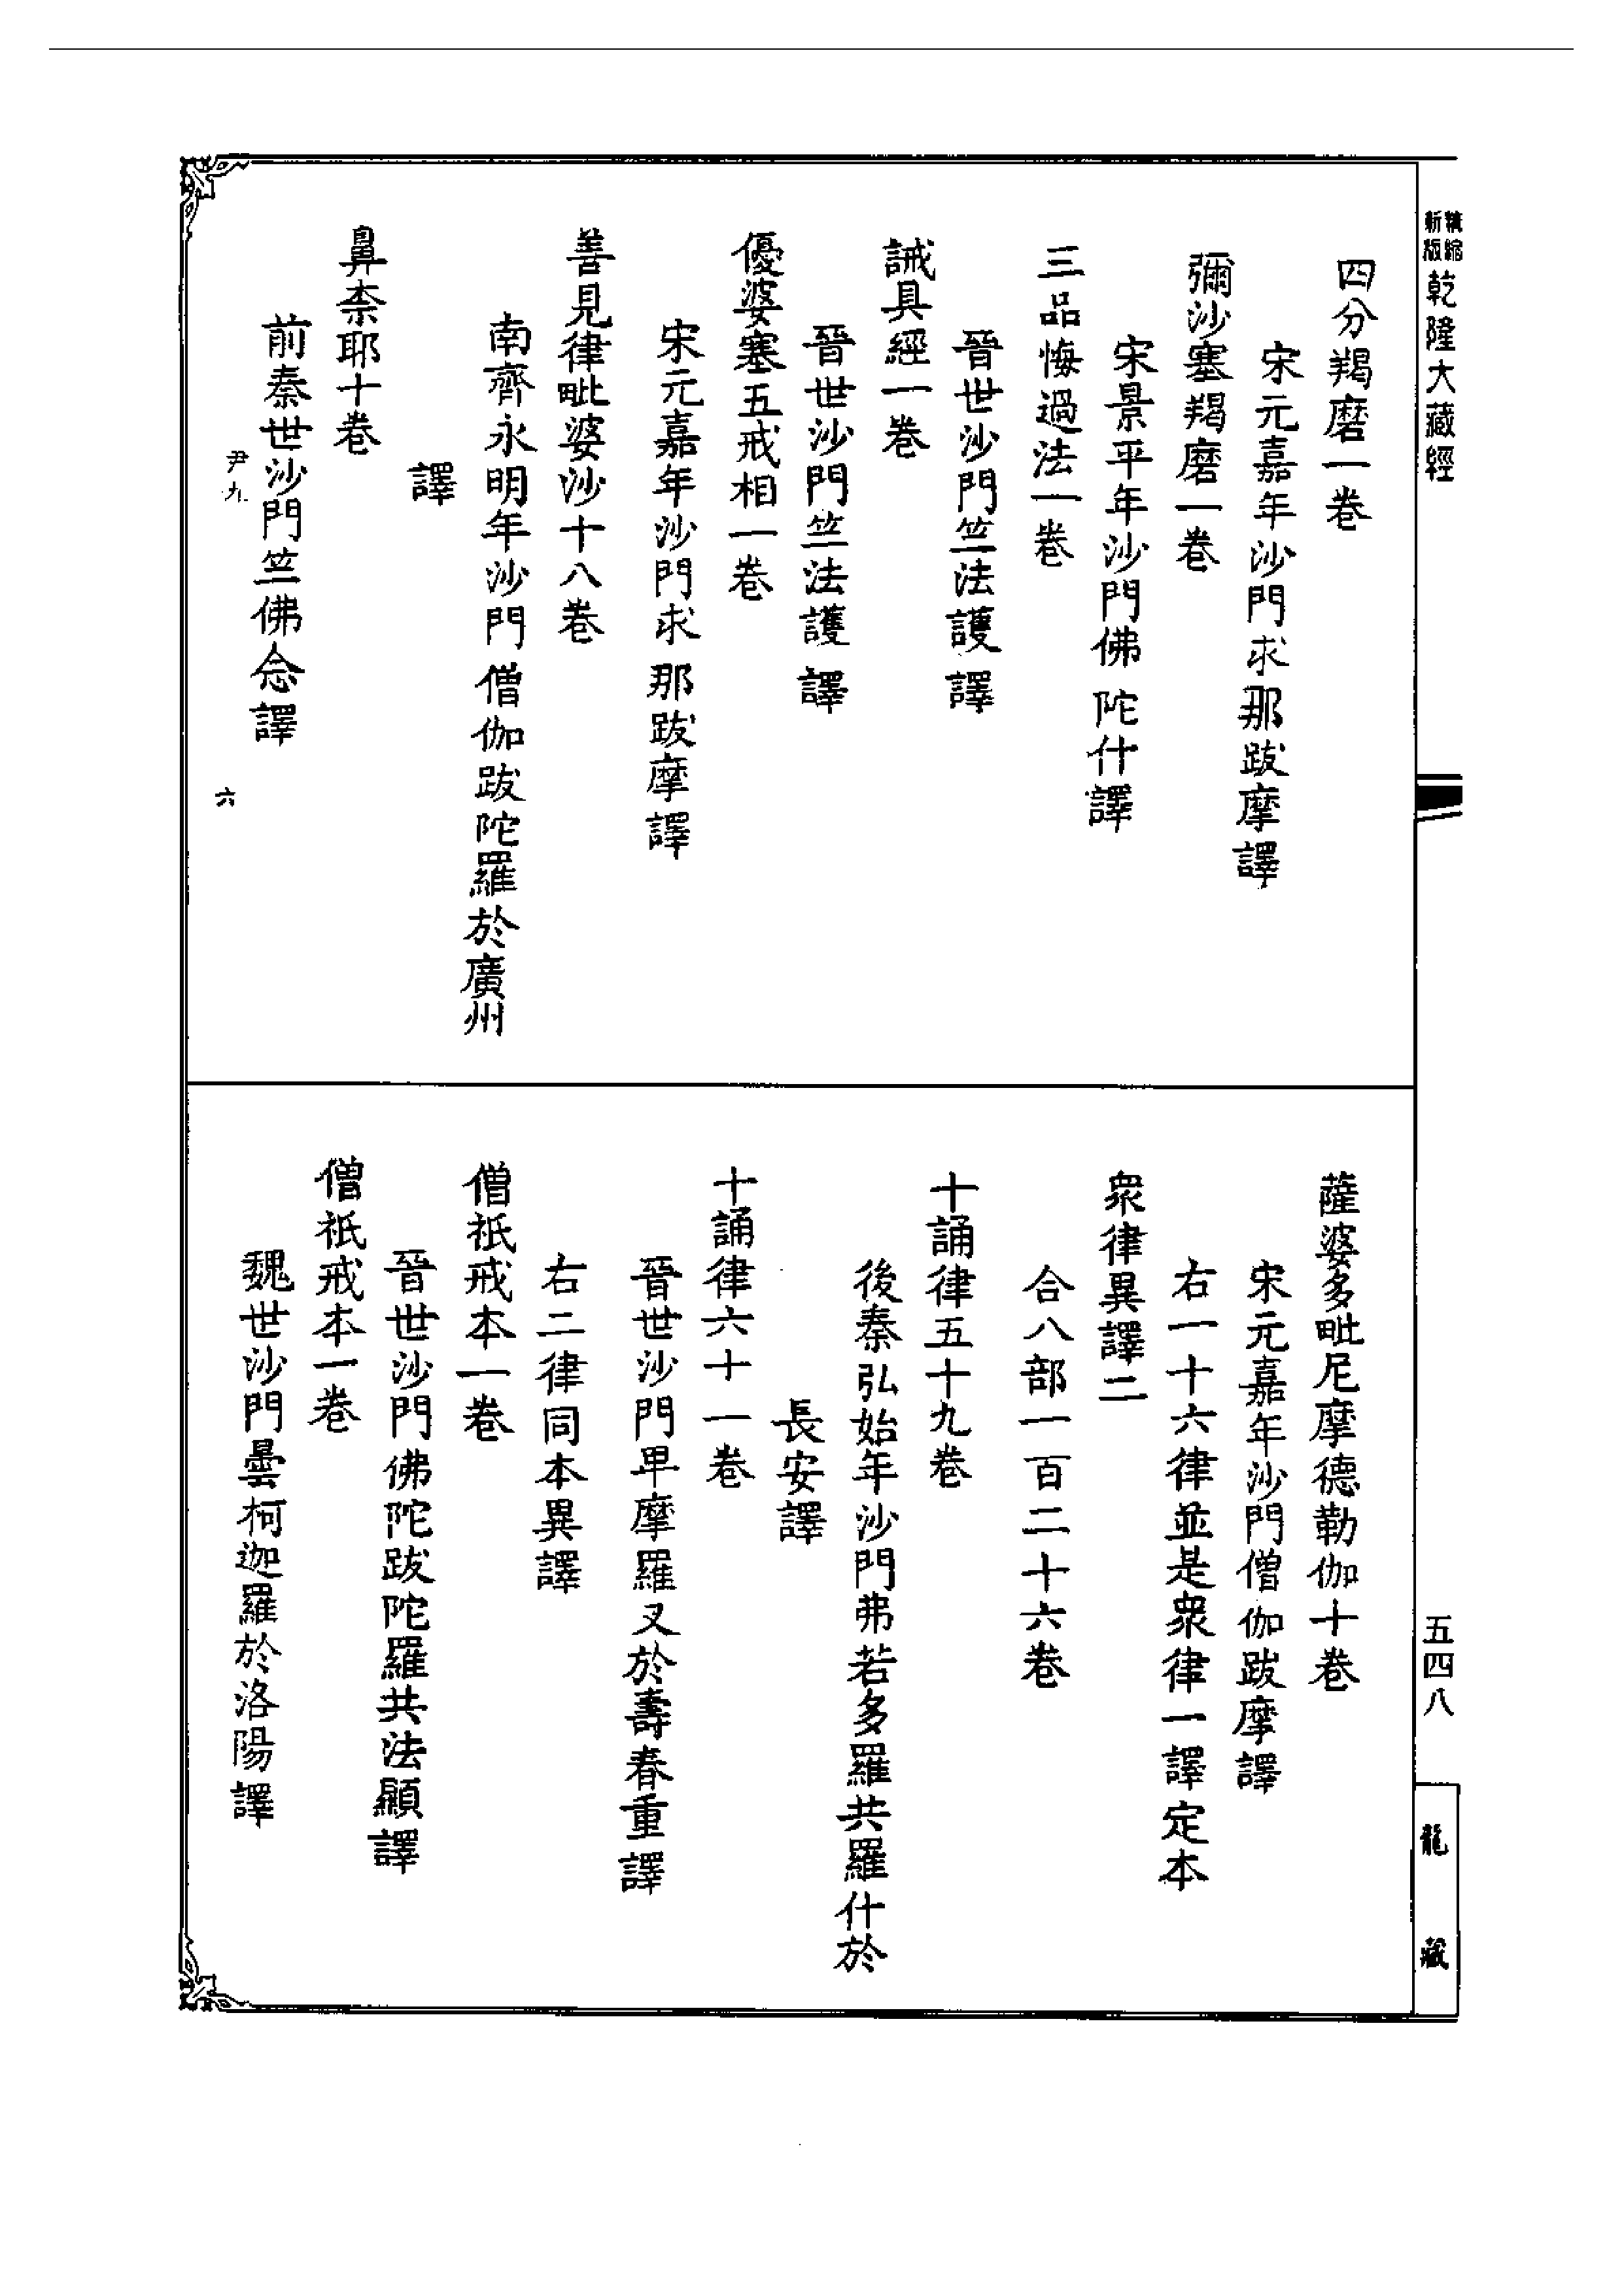 精縮新版乾隆大藏經
四分羯磨一卷
宋元嘉年沙門求那跋摩譯
彌沙塞羯磨一卷
宋景平年沙門佛陀什譯
三品悔過法一卷
晉世沙門竺法護譯
誡具經一卷
晉世沙門竺法護譯
優婆塞五戒相一卷
宋元嘉年沙門求那跋摩譯
善見律毗婆沙十八卷
南齊永明年沙門僧伽跋陀羅於廣州
譯
鼻柰耶十卷
前秦世沙門竺佛念譯
尹九
六
薩婆多毗尼摩德勒伽十卷
宋元嘉年沙門僧伽跋摩譯
右一十六律並是衆律一譯定本
衆律異譯二
合八部一百二十六卷
十誦律五十九卷
後秦弘始年沙門弗若多羅共羅什於
長安譯
十誦律六十一卷
晉世沙門卑摩羅叉於壽春重譯
右二律同本異譯
僧祇戒本一卷
晉世沙門佛陀跋陀羅共法顯譯
僧祇戒本一卷
魏世沙門曇柯迦羅於洛陽譯
五四八
龍藏